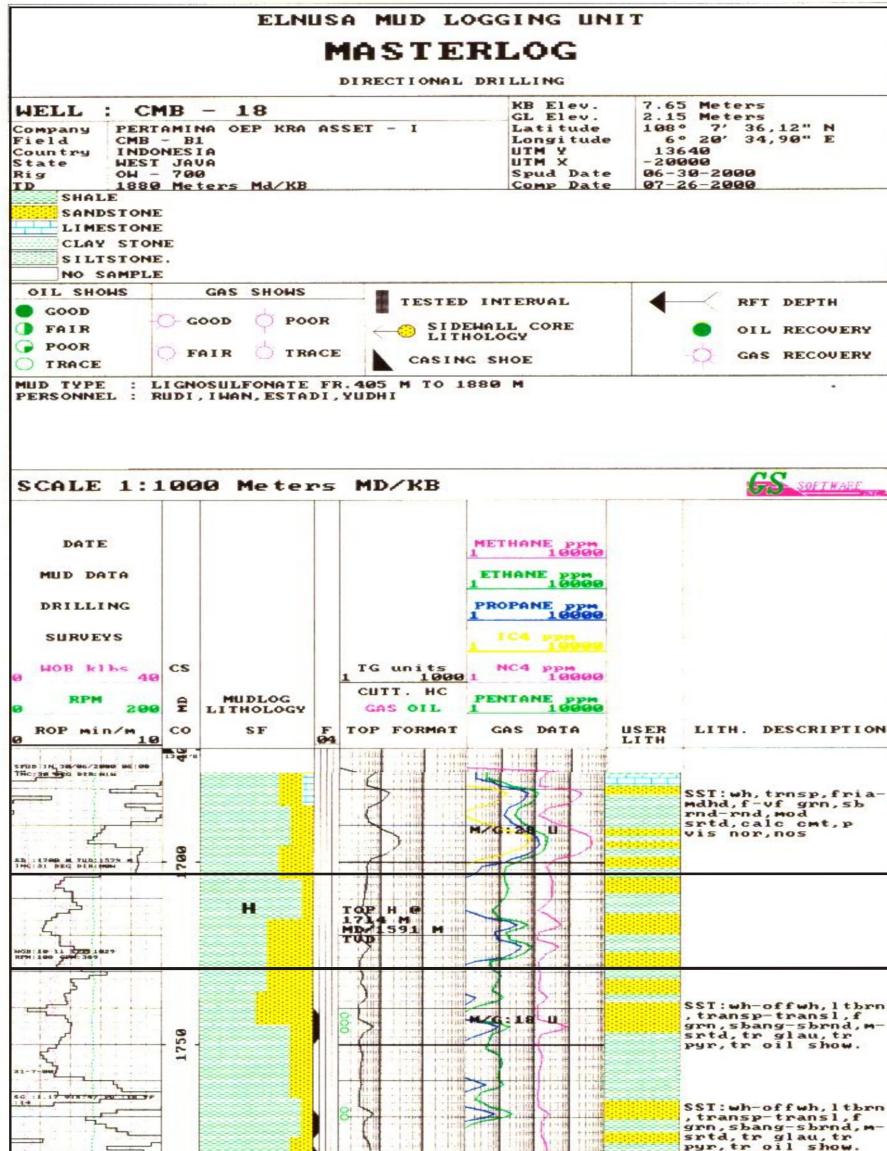 ELNUSA MUD LOGGING UNIT
MASTERLOG
DIRECTIONAL DRILLING
WELL : CMB - 18
Company PERTAMINA OEP KRA ASSET - I
Field CMB - B1
Country INDONESIA
State WEST JAVA
Rig OW - 700
TD 1880 Meters Md/KB
KB Elev. 7.65 Meters
GL Elev. 2.15 Meters
Latitude 108° 7' 36,12" N
Longitude 6° 20' 34,90" E
UTM Y 13640
UTM X -20000
Spud Date 06-30-2000
Comp Date 07-26-2000
SHALE
SANDSTONE
LIMESTONE
CLAY STONE
SILTSTONE.
NO SAMPLE
OIL SHOWS
GOOD
FAIR
POOR
TRACE
GAS SHOWS
GOOD POOR
FAIR TRACE
TESTED INTERVAL
SIDEWALL CORE
LITHOLOGY
CASING SHOE
RFT DEPTH
OIL RECOVERY
GAS RECOVERY
MUD TYPE : LIGNOSULFONATE FR.405 M TO 1880 M
PERSONNEL : RUDI,IWAN,ESTADI,YUDHI
SCALE 1:1000 Meters MD/KB
GS SOFTWARE
DATE
MUD DATA
DRILLING
SURVEYS
0 WOB klbs 40
0 RPM 200
0 ROP min/m 10
CS
MD
CO
MUDLOG
LITHOLOGY
SF
F
04
TG units
1 1000
CUTT. HC
GAS OIL
TOP FORMAT
METHANE ppm
1 10000
ETHANE ppm
1 10000
PROPANE ppm
1 10000
IC4 ppm
1 10000
NC4 ppm
1 10000
PENTANE ppm
1 10000
GAS DATA
USER
LITH
LITH. DESCRIPTION
40
SPUD IN 30/06/2000 06:00
M/G:28 U
SST:wh,trnsp,fria-
mdhd,f-vf grn,sb
rnd-rnd,mod
srtd,calc cmt,p
vis por,nos
1700
H
TOP H @
1714 M
MD/1591 M
TVD
M/G:18 U
SST:wh-offwh,ltbrn
,transp-transl,f
grn,sbang-sbrnd,m-
srtd,tr glau,tr
pyr,tr oil show.
1750
SST:wh-offwh,ltbrn
,transp-transl,f
grn,sbang-sbrnd,m-
srtd,tr glau,tr
pyr,tr oil show.